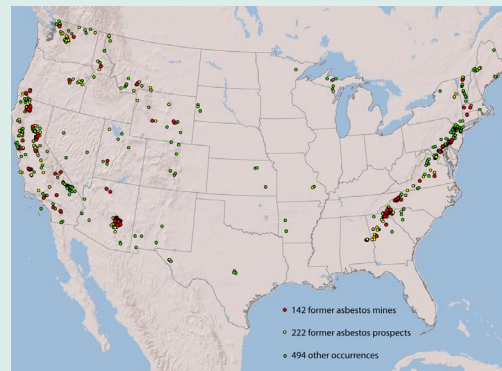 142 former asbestos mines
222 former asbestos prospects
494 other occurrences